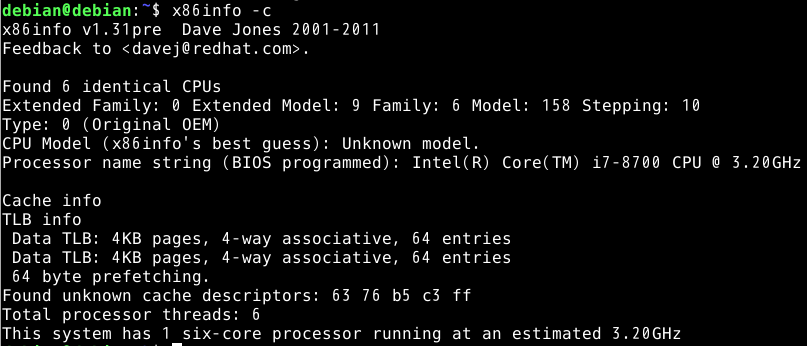 debian@debian:~$ x86info -c
x86info v1.31pre  Dave Jones 2001-2011
Feedback to <davej@redhat.com>.

Found 6 identical CPUs
Extended Family: 0 Extended Model: 9 Family: 6 Model: 158 Stepping: 10
Type: 0 (Original OEM)
CPU Model (x86info's best guess): Unknown model.
Processor name string (BIOS programmed): Intel(R) Core(TM) i7-8700 CPU @ 3.20GHz

Cache info
TLB info
 Data TLB: 4KB pages, 4-way associative, 64 entries
 Data TLB: 4KB pages, 4-way associative, 64 entries
 64 byte prefetching.
Found unknown cache descriptors: 63 76 b5 c3 ff
Total processor threads: 6
This system has 1 six-core processor running at an estimated 3.20GHz